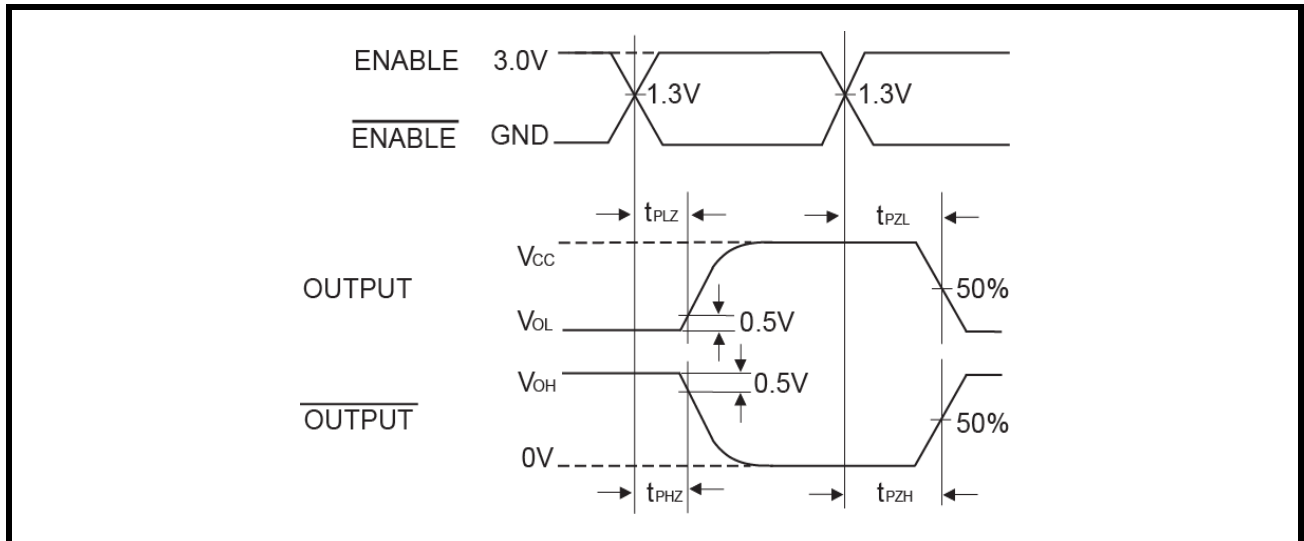 ENABLE 3.0V
1.3V 1.3V
ENABLE GND
tPLZ tPZL
VCC
OUTPUT 50%
VOL 0.5V
VOH 0.5V
OUTPUT 50%
0V
tPHZ tPZH